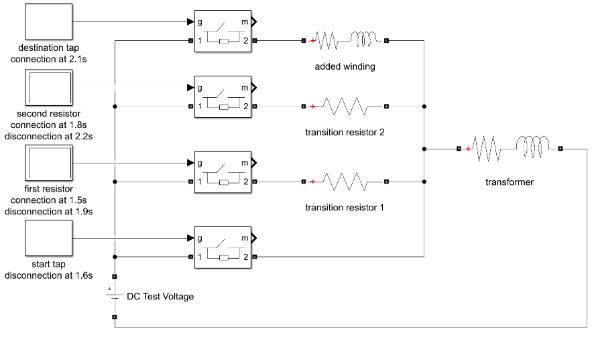 g m
1 2
destination tap
connection at 2.1s
+
added winding
g m
1 2
second resistor
connection at 1.8s
disconnection at 2.2s
+
transition resistor 2
g m
1 2
first resistor
connection at 1.5s
disconnection at 1.9s
+
transition resistor 1
+
transformer
g m
1 2
start tap
disconnection at 1.6s
+
DC Test Voltage